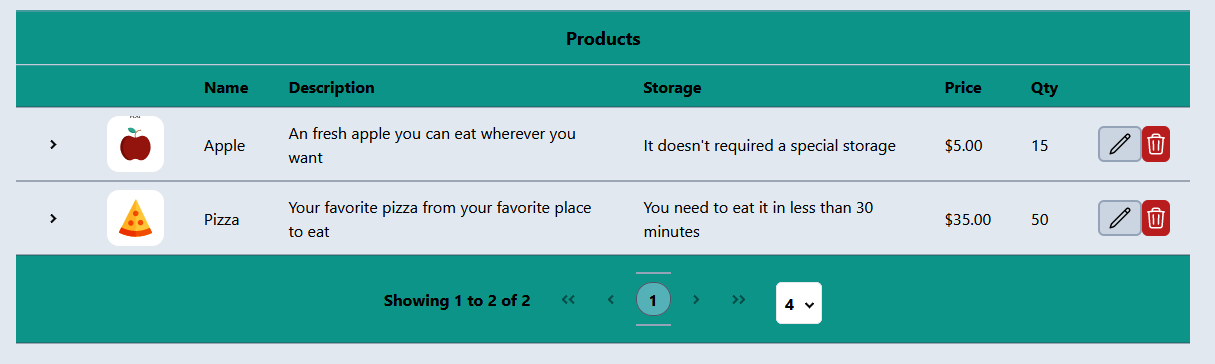 Products
Name Description Storage Price Qty
Apple An fresh apple you can eat wherever you want It doesn't required a special storage $5.00 15
Pizza Your favorite pizza from your favorite place to eat You need to eat it in less than 30 minutes $35.00 50
Showing 1 to 2 of 2 1 4